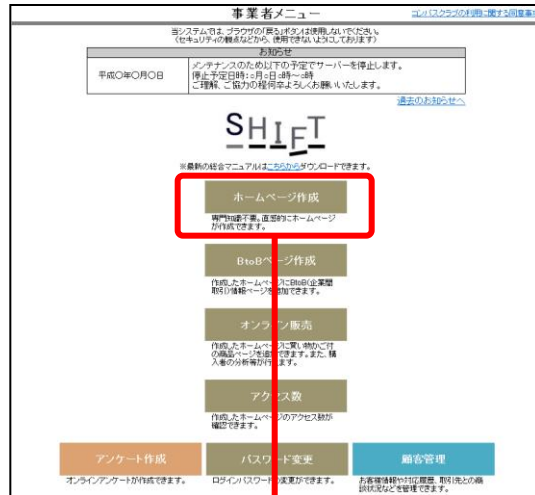 事業者メニュー
コンパスクラブの利用に関する同意事
当システムでは、ブラウザの「戻る」ボタンは使用しないでください。
(セキュリティの観点などから、使用できないようにしております)
お知らせ
平成○年○月○日
メンテナンスのため以下の予定でサーバーを停止します。
停止予定日時:○月○日○時~○時
ご理解、ご協力の程何卒よろしくお願いいたします。
過去のお知らせへ
SHIFT
※最新の総合マニュアルはこちらからダウンロードできます。
ホームページ作成
専門知識不要。直感的にホームページ
が作成できます。
BtoBページ作成
作成したホームページにBtoB(企業間
取引)情報ページを追加できます。
オンライン販売
作成したホームページに買い物かご付
の商品ページを追加できます。また、購
入者の分析等が行えます。
アクセス数
作成したホームページのアクセス数が
確認できます。
アンケート作成
パスワード変更
顧客管理
オンラインアンケートが作成できます。
ログインパスワードの変更ができます。
お客様情報や対応履歴、取引先との商
談状況などを管理できます。